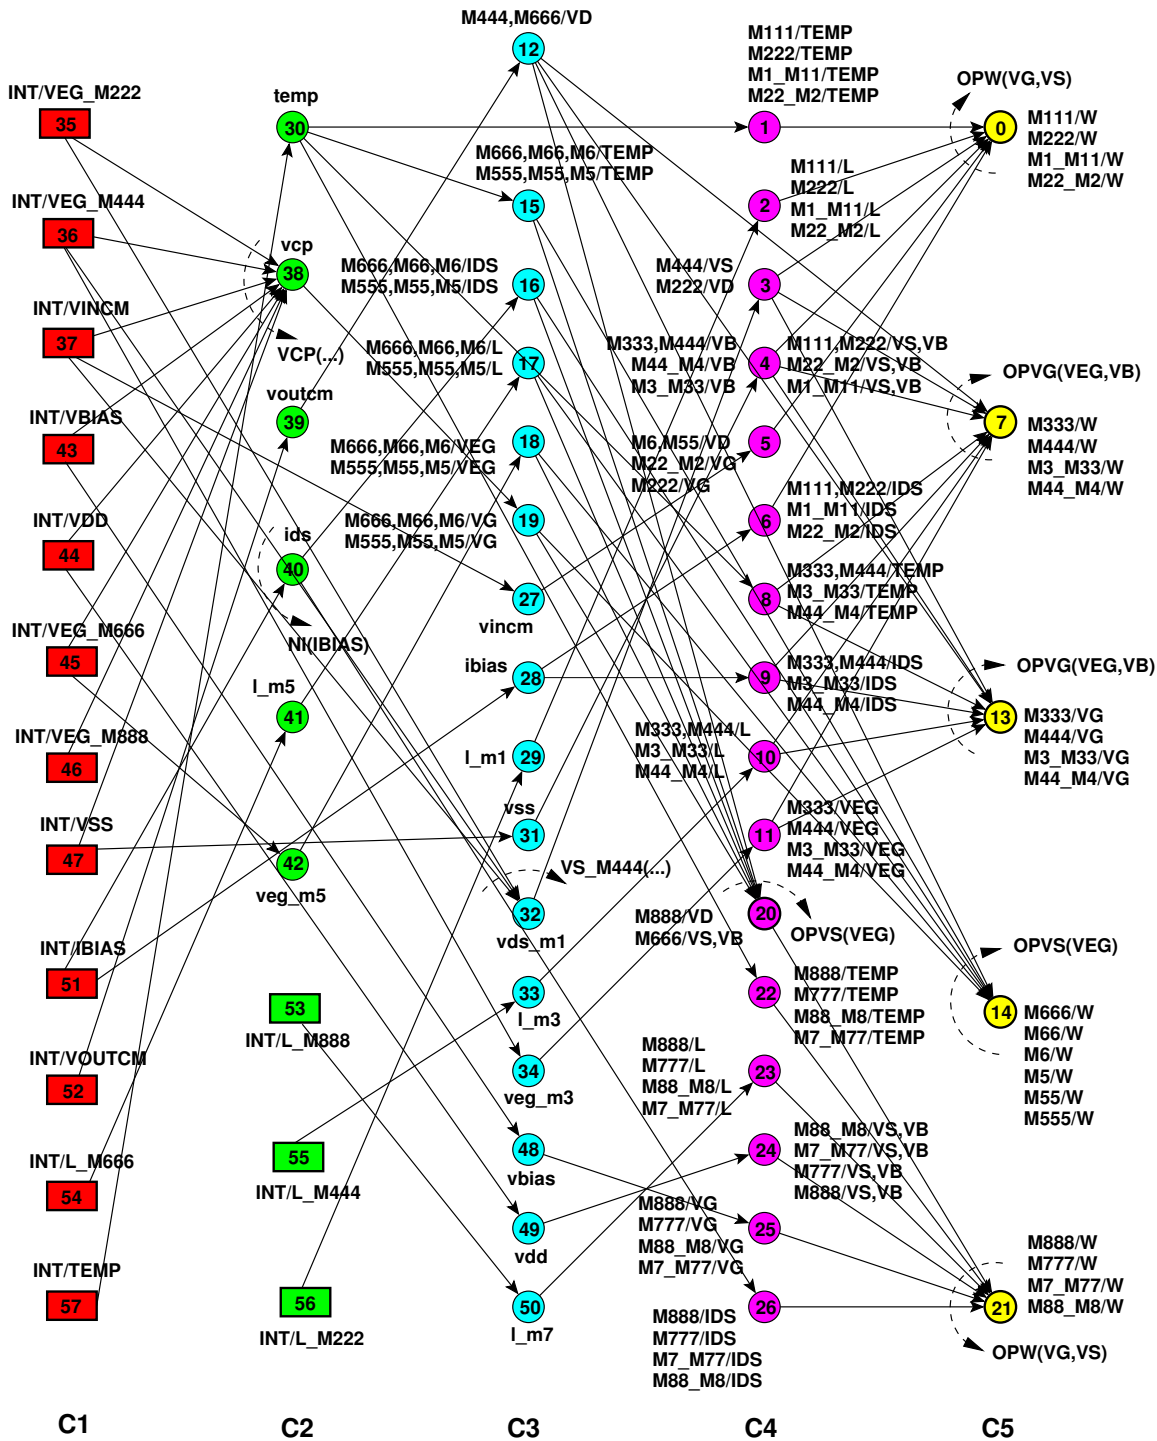 INT/VEG_M222
35
INT/VEG_M444
36
INT/VINCM
37
INT/VBIAS
43
INT/VDD
44
INT/VEG_M666
45
INT/VEG_M888
46
INT/VSS
47
INT/IBIAS
51
INT/VOUTCM
52
INT/L_M666
54
INT/TEMP
57
C1
temp
30
vcp
38
VCP(...)
voutcm
39
ids
40
NI(IBIAS)
l_m5
41
42
veg_m5
53
INT/L_M888
55
INT/L_M444
56
INT/L_M222
C2
M444,M666/VD
12
M666,M66,M6/TEMP
M555,M55,M5/TEMP
15
M666,M66,M6/IDS
M555,M55,M5/IDS
16
M666,M66,M6/L
M555,M55,M5/L
17
M666,M66,M6/VEG
M555,M55,M5/VEG
18
M666,M66,M6/VG
M555,M55,M5/VG
19
27
vincm
ibias
28
l_m1
29
vss
31
VS_M444(...)
32
vds_m1
33
l_m3
34
veg_m3
48
vbias
49
vdd
50
l_m7
C3
M111/TEMP
M222/TEMP
M1_M11/TEMP
M22_M2/TEMP
1
M111/L
M222/L
M1_M11/L
M22_M2/L
2
M444/VS
M222/VD
3
M333,M444/VB
M44_M4/VB
M3_M33/VB
4
M111,M222/VS,VB
M22_M2/VS,VB
M1_M11/VS,VB
M6,M55/VD
M22_M2/VG
M222/VG
5
M111,M222/IDS
M1_M11/IDS
M22_M2/IDS
6
M333,M444/TEMP
M3_M33/TEMP
M44_M4/TEMP
8
M333,M444/IDS
M3_M33/IDS
M44_M4/IDS
9
M333,M444/L
M3_M33/L
M44_M4/L
10
M333/VEG
M444/VEG
M3_M33/VEG
M44_M4/VEG
11
M888/VD
M666/VS,VB
20
OPVS(VEG)
M888/TEMP
M777/TEMP
M88_M8/TEMP
M7_M77/TEMP
22
M888/L
M777/L
M88_M8/L
M7_M77/L
23
M88_M8/VS,VB
M7_M77/VS,VB
M777/VS,VB
M888/VS,VB
24
M888/VG
M777/VG
M88_M8/VG
M7_M77/VG
25
26
M888/IDS
M777/IDS
M7_M77/IDS
M88_M8/IDS
C4
OPW(VG,VS)
0
M111/W
M222/W
M1_M11/W
M22_M2/W
OPVG(VEG,VB)
7
M333/W
M444/W
M3_M33/W
M44_M4/W
OPVG(VEG,VB)
13
M333/VG
M444/VG
M3_M33/VG
M44_M4/VG
OPVS(VEG)
14
M666/W
M66/W
M6/W
M5/W
M55/W
M555/W
M888/W
M777/W
M7_M77/W
M88_M8/W
21
OPW(VG,VS)
C5